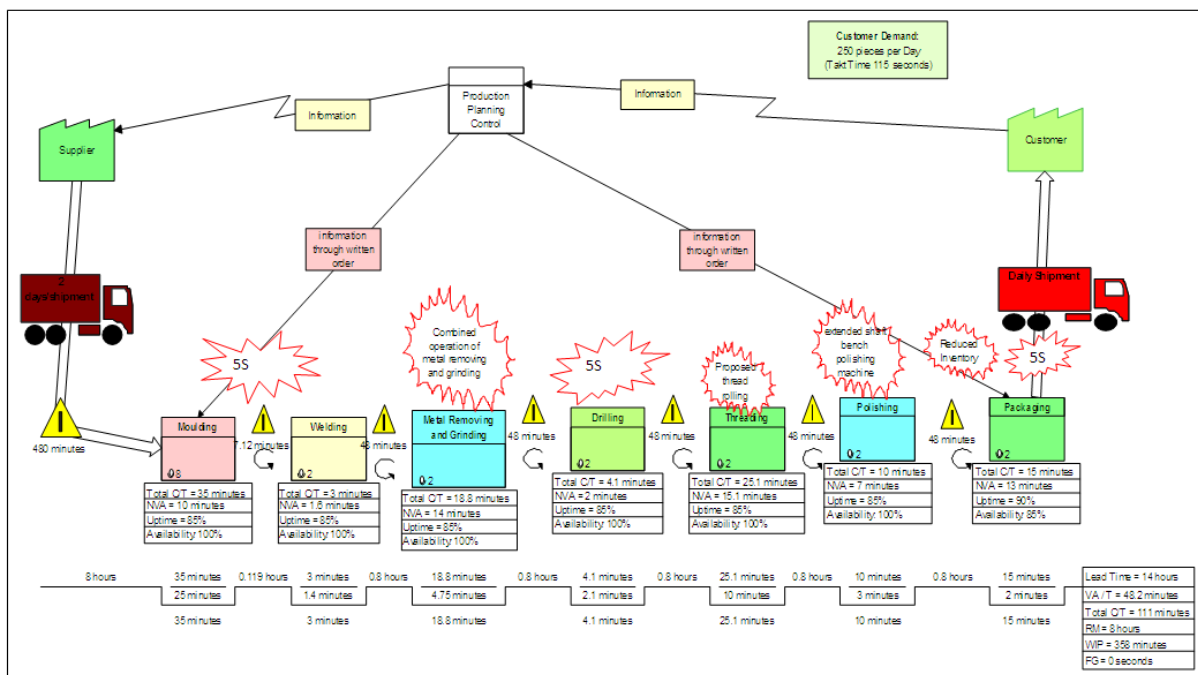 Customer Demand:
250 pieces per Day
(Takt Time 115 seconds)
Production
Planning
Control
Information
Information
Supplier
Customer
information
through written
order
information
through written
order
2
days/shipment
Daily Shipment
5S
Combined
operation of
metal removing
and grinding
5S
Proposed
thread
rolling
extended shaft
bench
polishing
machine
Reduced
Inventory
5S
480 minutes
Moulding
8
7.12 minutes
Welding
2
48 minutes
Metal Removing
and Grinding
2
48 minutes
Drilling
2
48 minutes
Threading
2
48 minutes
Polishing
2
48 minutes
Packaging
2
Total C/T = 35 minutes
NVA = 10 minutes
Uptime = 85%
Availability 100%
Total C/T = 3 minutes
NVA = 1.6 minutes
Uptime = 85%
Availability 100%
Total C/T = 18.8 minutes
NVA = 14 minutes
Uptime = 85%
Availability 100%
Total C/T = 4.1 minutes
NVA = 2 minutes
Uptime = 85%
Availability 100%
Total C/T = 25.1 minutes
NVA = 15.1 minutes
Uptime = 85%
Availability 100%
Total C/T = 10 minutes
NVA = 7 minutes
Uptime = 85%
Availability: 100%
Total C/T = 15 minutes
NVA = 13 minutes
Uptime = 90%
Availability 85%
8 hours
35 minutes
0.119 hours
3 minutes
0.8 hours
18.8 minutes
0.8 hours
4.1 minutes
0.8 hours
25.1 minutes
0.8 hours
10 minutes
0.8 hours
15 minutes
25 minutes
1.4 minutes
4.75 minutes
2.1 minutes
10 minutes
3 minutes
2 minutes
35 minutes
3 minutes
18.8 minutes
4.1 minutes
25.1 minutes
10 minutes
15 minutes
Lead Time = 14 hours
VA / T = 48.2 minutes
Total C/T = 111 minutes
RM = 8 hours
WIP = 358 minutes
FG = 0 seconds